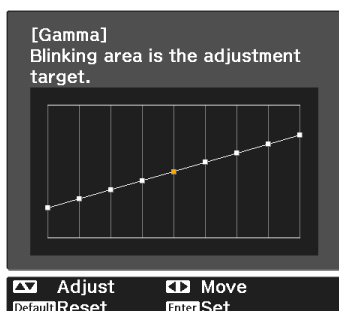 [Gamma]
Blinking area is the adjustment
target.
Adjust Move
Default Reset Enter Set